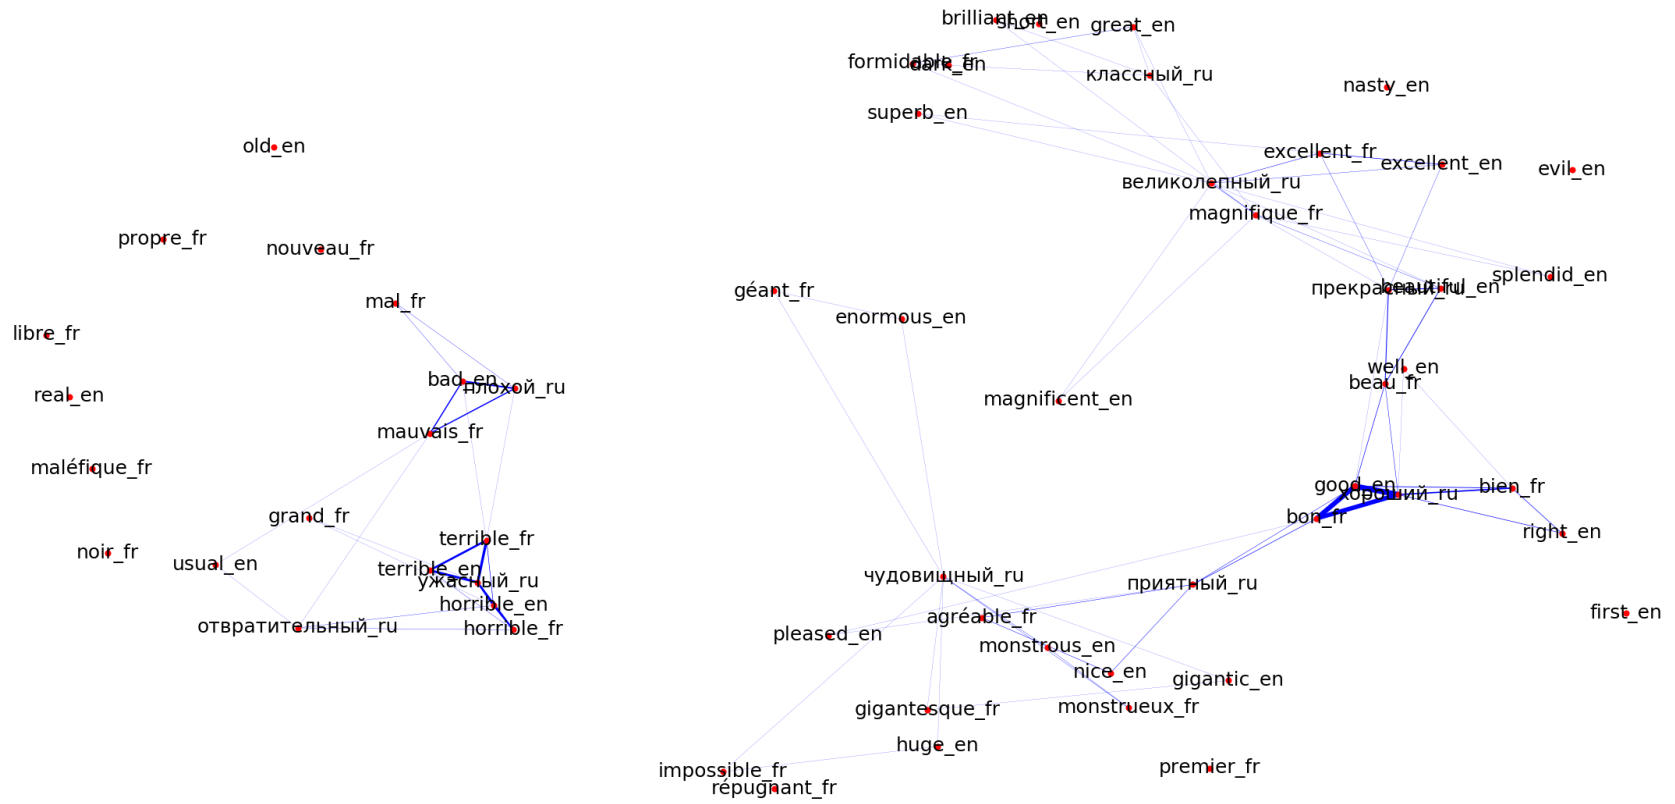 brilliant_en
short_en
great_en
formidable_fr
dark_en
классный_ru
nasty_en
superb_en
old_en
excellent_fr
excellent_en
evil_en
великолепный_ru
magnifique_fr
propre_fr
nouveau_fr
splendid_en
прекрасный_ru
beautiful_en
géant_fr
mal_fr
enormous_en
libre_fr
well_en
bad_en
плохой_ru
beau_fr
real_en
magnificent_en
mauvais_fr
maléfique_fr
good_en
хороший_ru
bien_fr
grand_fr
bon_fr
right_en
terrible_fr
noir_fr
usual_en
terrible_en
ужасный_ru
чудовищный_ru
приятный_ru
horrible_en
first_en
agréable_fr
отвратительный_ru
horrible_fr
pleased_en
monstrous_en
nice_en
gigantic_en
gigantesque_fr
monstrueux_fr
huge_en
premier_fr
impossible_fr
répugnant_fr